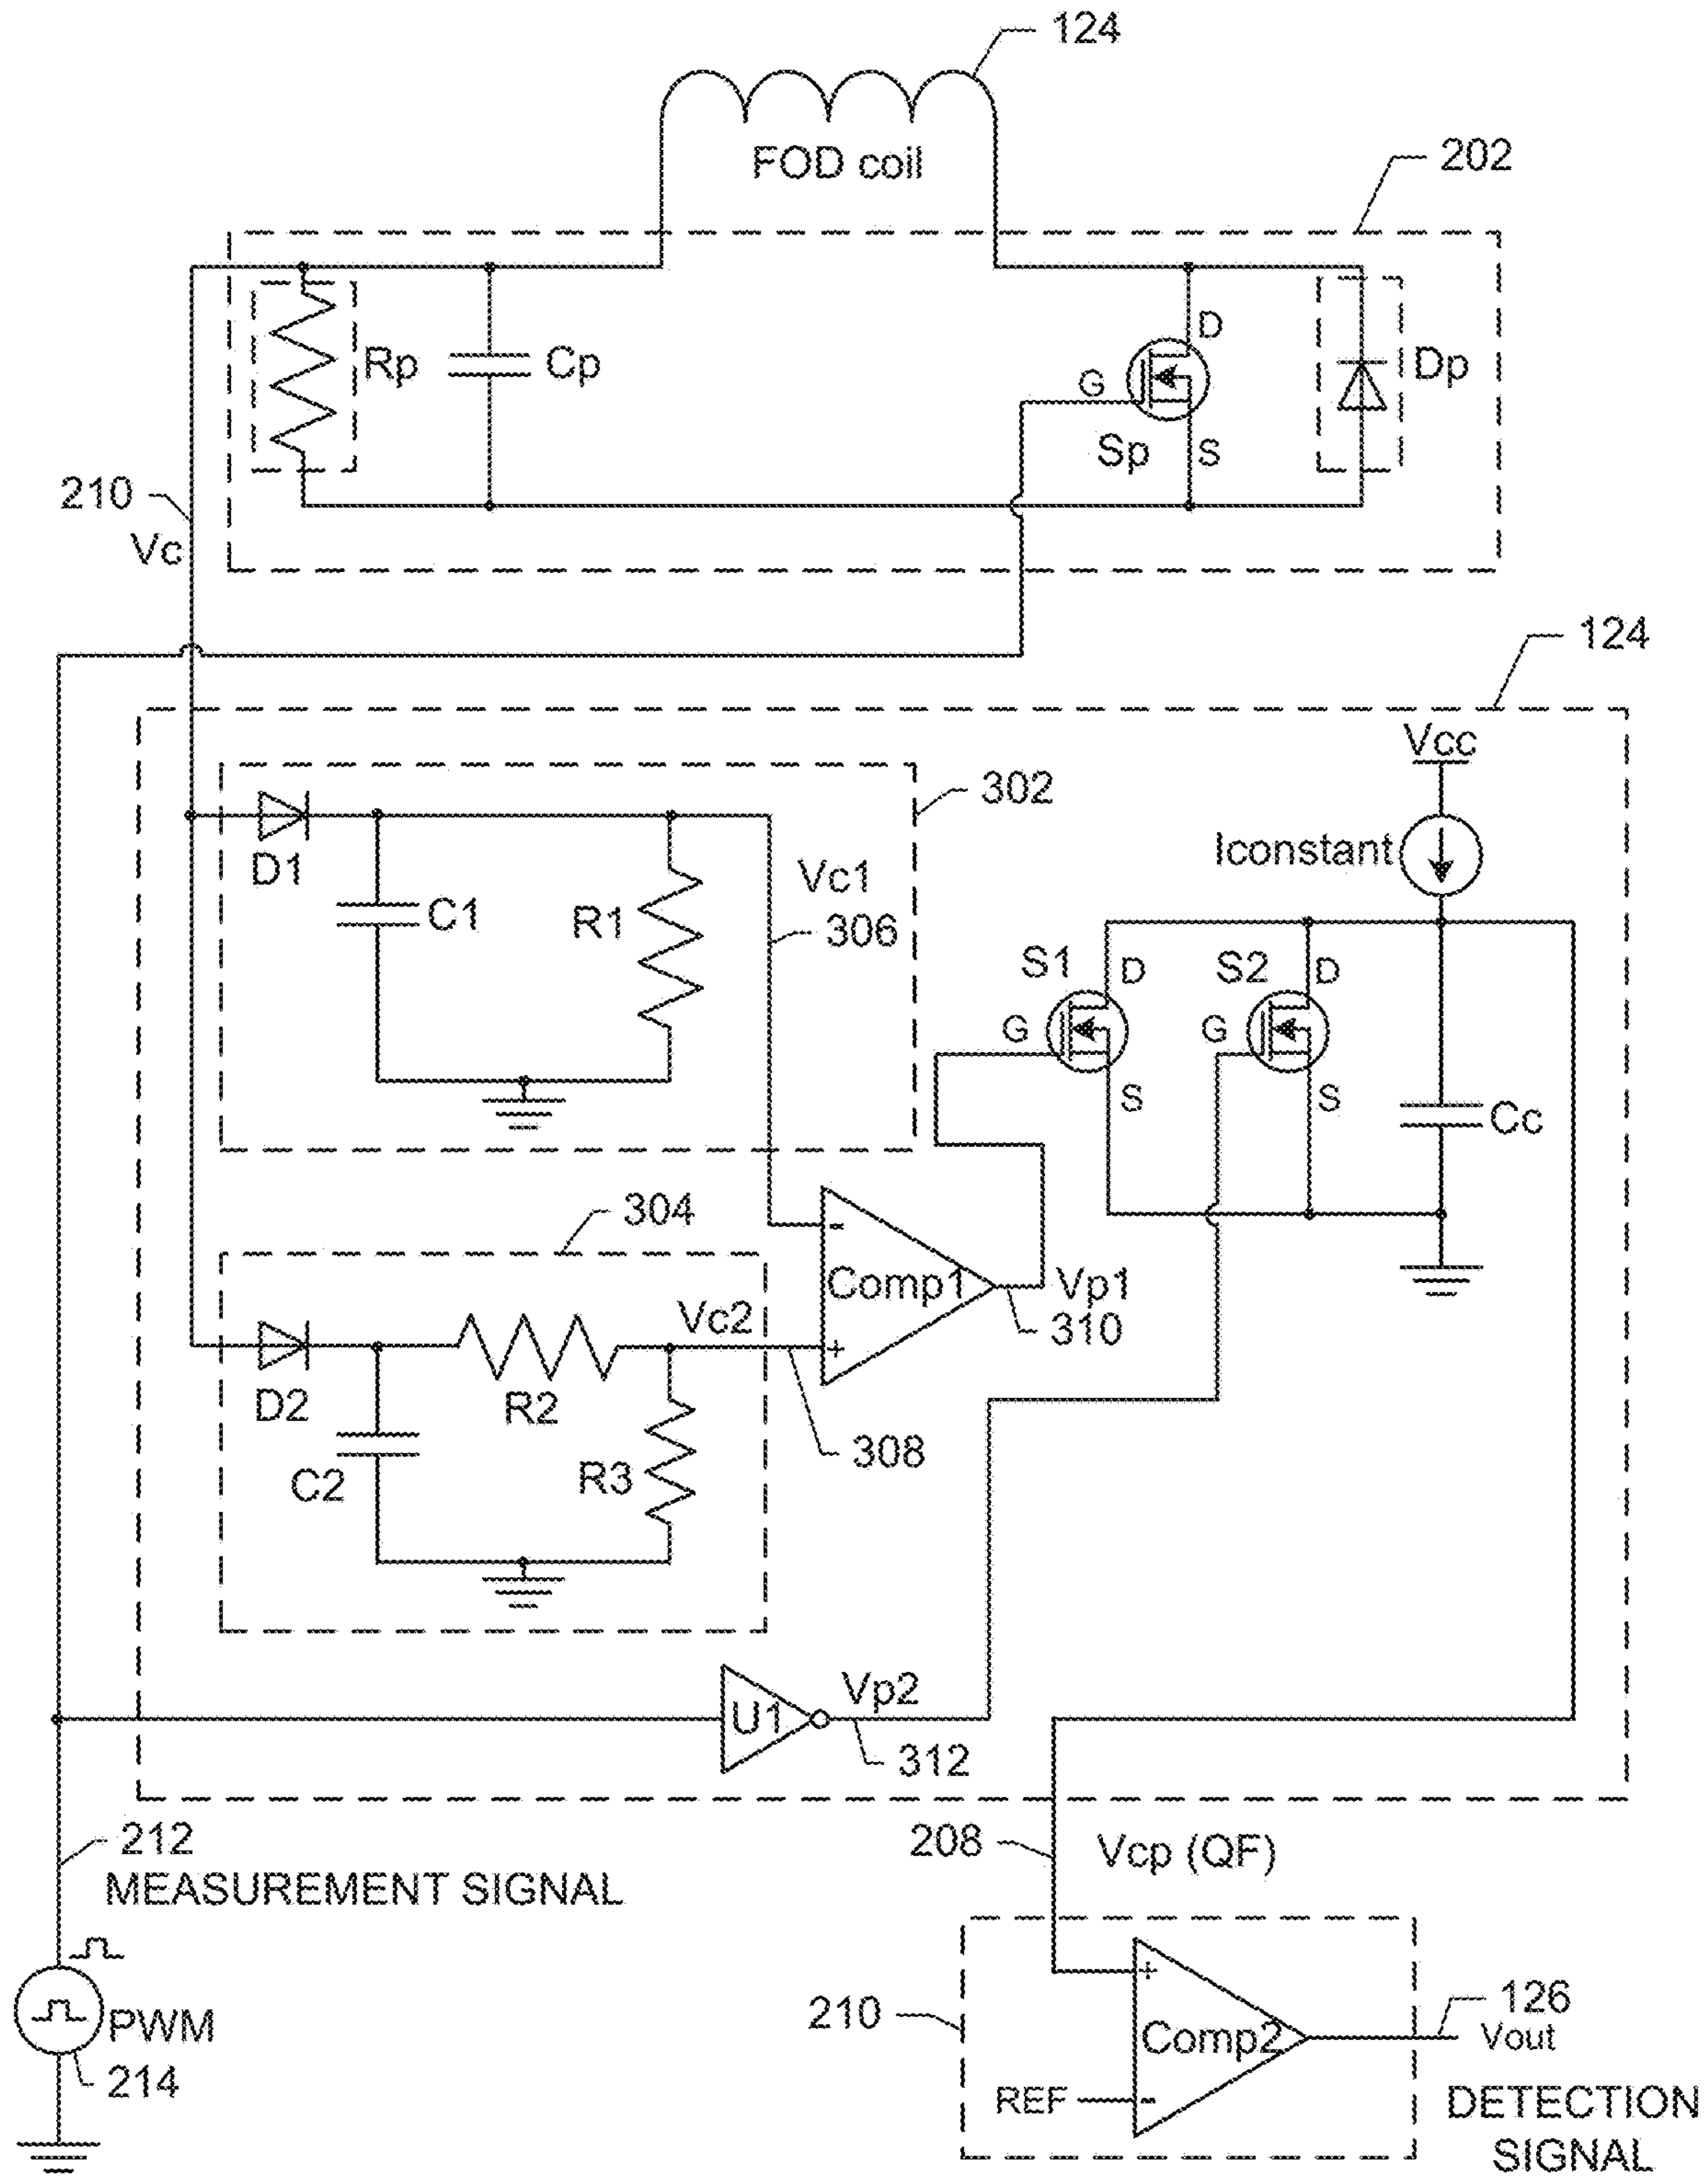 124
FOD coil
202
Rp
Cp
D
G
Sp
S
Dp
210
Vc
124
Vcc
302
D1
C1
R1
Vc1
306
Iconstant
S1
D
G
S
S2
D
G
S
Cc
304
-
Comp1
+
Vp1
310
Vc2
D2
R2
C2
R3
308
U1
Vp2
312
212
MEASUREMENT SIGNAL
208
Vcp (QF)
PWM
214
210
+
Comp2
-
REF
126
Vout
DETECTION
SIGNAL